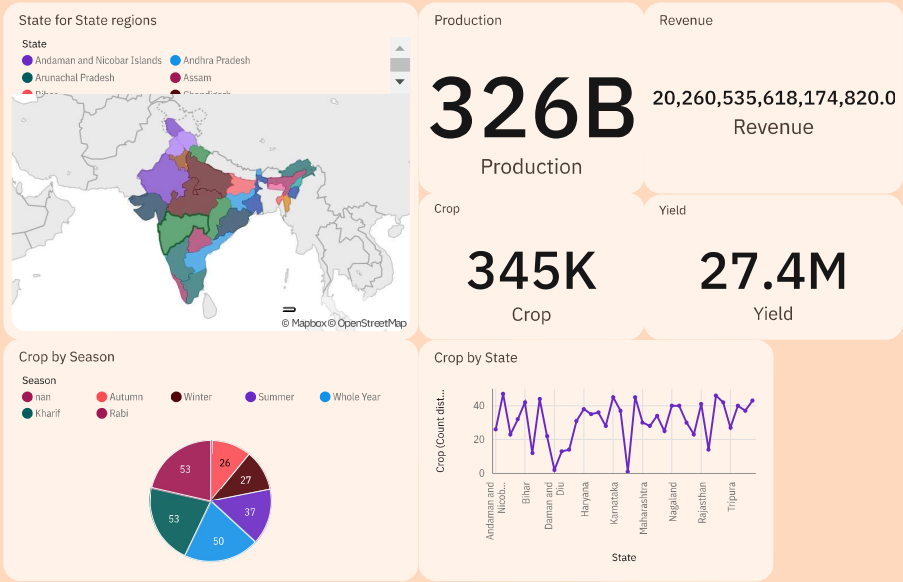 State for State regions
State
Andaman and Nicobar Islands
Andhra Pradesh
Arunachal Pradesh
Assam
Bihar
Chandigarh
© Mapbox © OpenStreetMap
Production
326B
Production
Revenue
20,260,535,618,174,820.0
Revenue
Crop
345K
Crop
Yield
27.4M
Yield
Crop by Season
Season
nan
Autumn
Winter
Summer
Whole Year
Kharif
Rabi
26
27
37
50
53
53
Crop by State
Crop (Count dist...
40
20
0
Andaman and
Nicob...
Bihar
Daman and
Diu
Haryana
Karnataka
Maharashtra
Nagaland
Rajasthan
Tripura
State